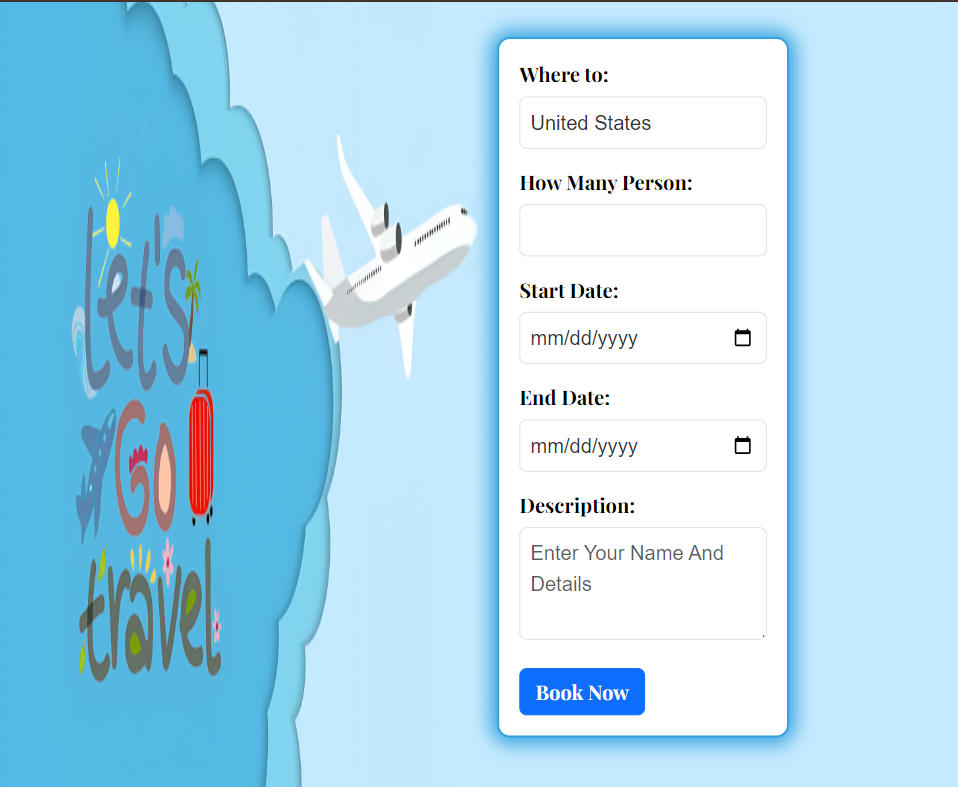 Let's
Go
travel
Where to:
United States
How Many Person:
Start Date:
mm/dd/yyyy
End Date:
mm/dd/yyyy
Description:
Enter Your Name And
Details
Book Now